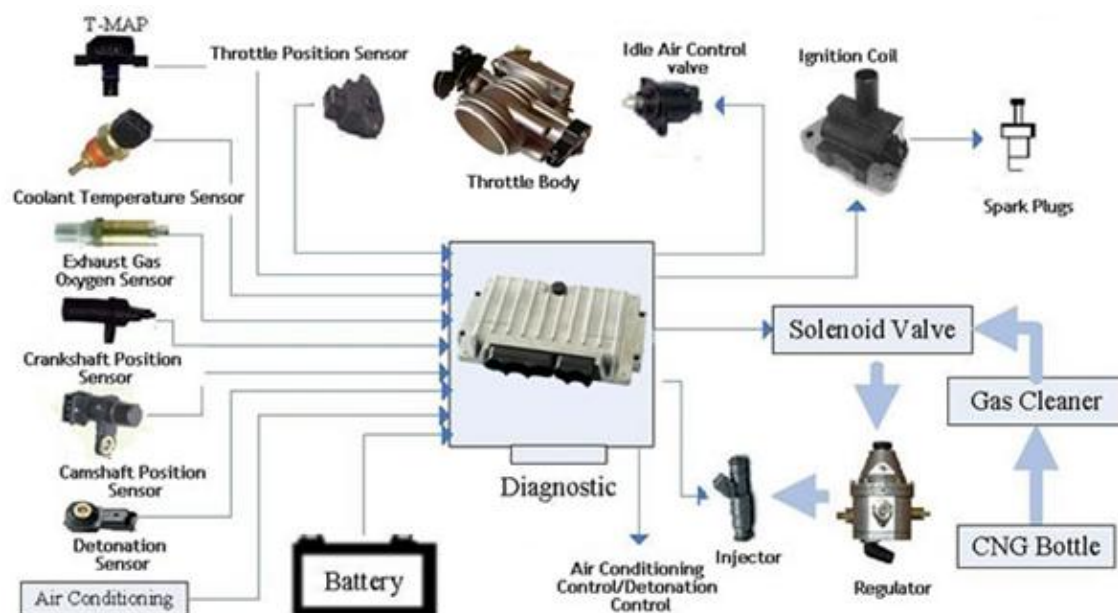 T-MAP
Throttle Position Sensor
Idle Air Control
valve
Ignition Coil
Coolant Temperature Sensor
Throttle Body
Spark Plugs
Exhaust Gas
Oxygen Sensor
Crankshaft Position
Sensor
Solenoid Valve
Gas Cleaner
Camshaft Position
Sensor
Diagnostic
Detonation
Sensor
Battery
Injector
Regulator
CNG Bottle
Air Conditioning
Control/Detonation
Control
Air Conditioning